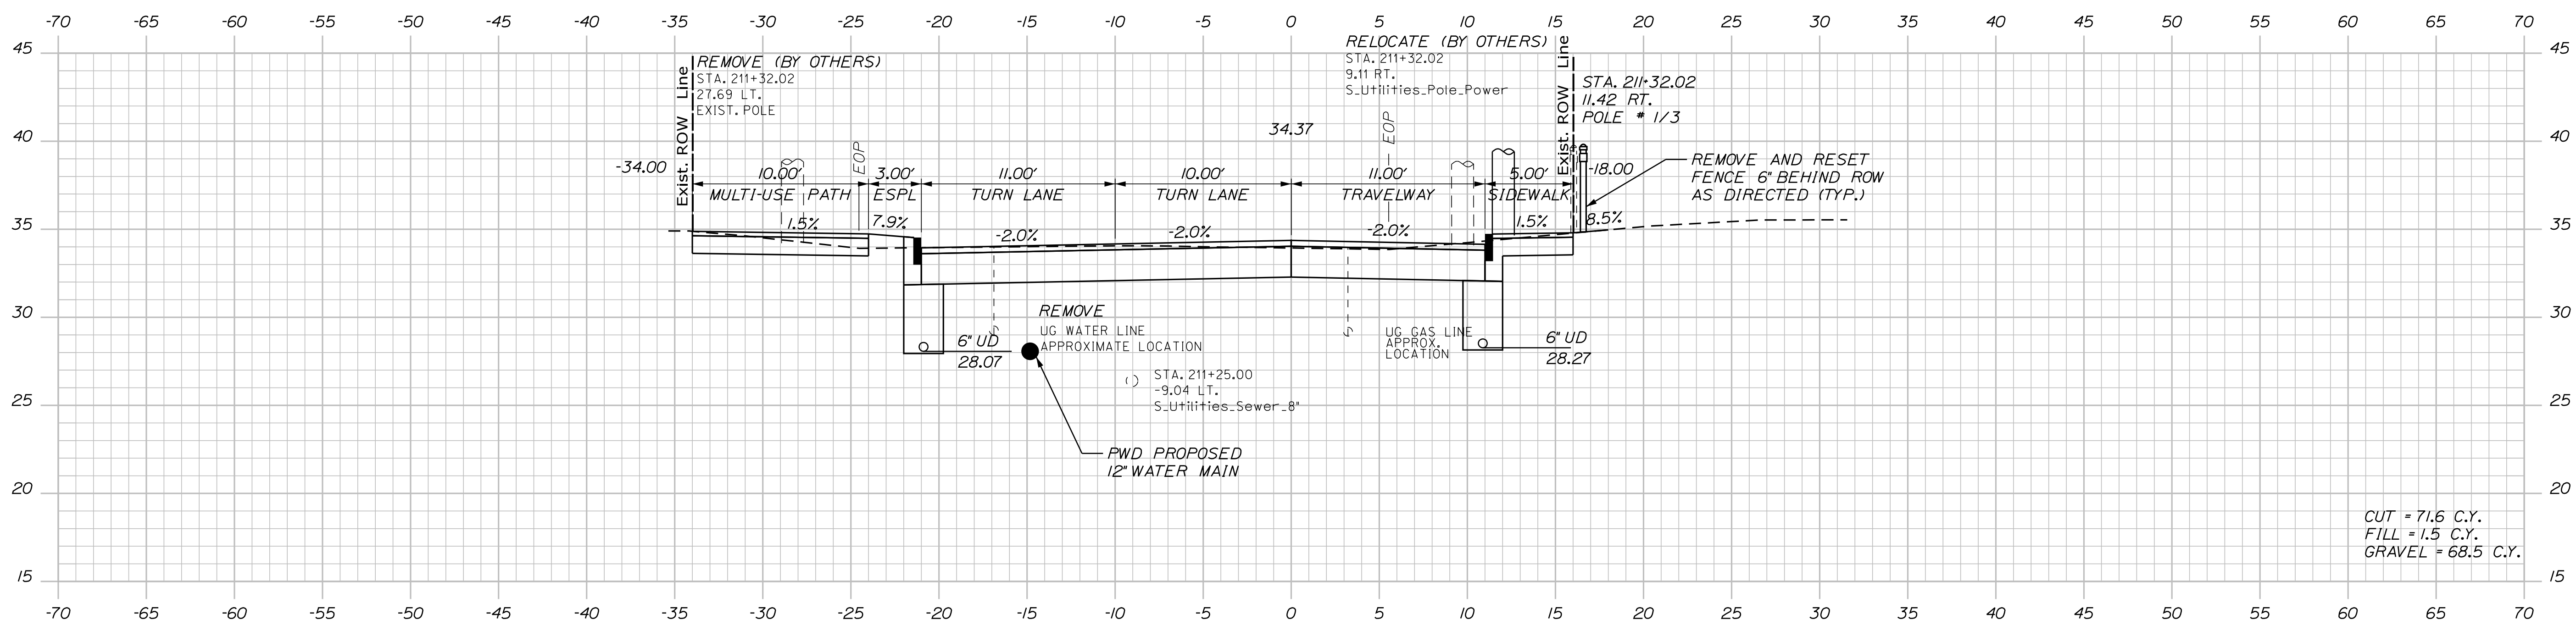 -70 -65 -60 -55 -50 -45 -40 -35 -30 -25 -20 -15 -10 -5 0 5 10 15 20 25 30 35 40 45 50 55 60 65 70
45 45
40 40
35 35
30 30
25 25
20 20
15 15
Exist. ROW Line
REMOVE (BY OTHERS)
STA. 211+32.02
27.69 LT.
EXIST. POLE
RELOCATE (BY OTHERS)
STA. 211+32.02
9.11 RT.
S_Utilities_Pole_Power
Exist. ROW Line
STA. 211+32.02
11.42 RT.
POLE # 1/3
34.37
EOP
EOP
-34.00
-18.00
REMOVE AND RESET
FENCE 6" BEHIND ROW
AS DIRECTED (TYP.)
10.00' 3.00' 11.00' 10.00' 11.00' 5.00'
MULTI-USE PATH ESPL TURN LANE TURN LANE TRAVELWAY SIDEWALK
1.5% 7.9% -2.0% -2.0% -2.0% 1.5% 8.5%
REMOVE
UG WATER LINE
APPROXIMATE LOCATION
6" UD
28.07
UG GAS LINE
APPROX.
LOCATION
6" UD
28.27
STA. 211+25.00
-9.04 LT.
S_Utilities_Sewer_8"
PWD PROPOSED
12" WATER MAIN
CUT = 71.6 C.Y.
FILL = 1.5 C.Y.
GRAVEL = 68.5 C.Y.
-70 -65 -60 -55 -50 -45 -40 -35 -30 -25 -20 -15 -10 -5 0 5 10 15 20 25 30 35 40 45 50 55 60 65 70